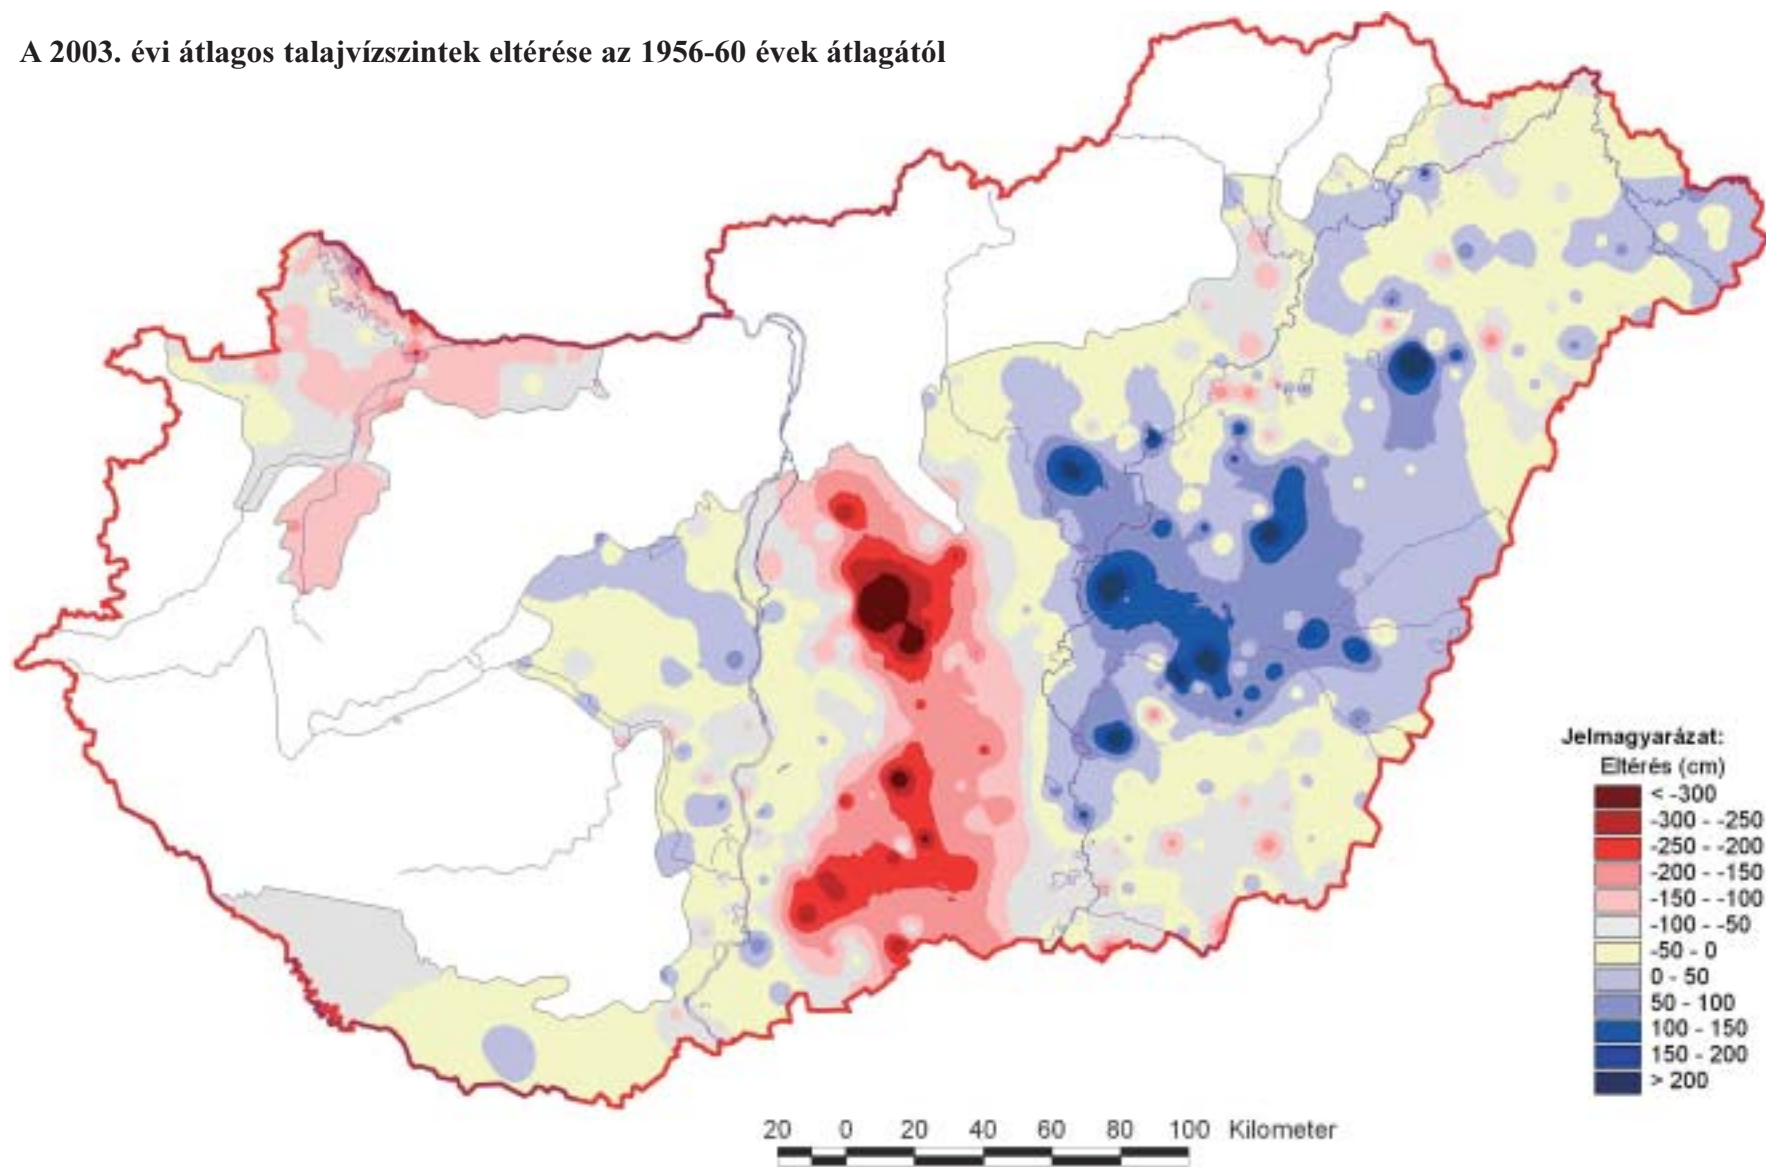 A 2003. évi átlagos talajvízszintek eltérése az 1956-60 évek átlagától
Jelmagyarázat:
Eltérés (cm)
< -300
-300 - -250
-250 - -200
-200 - -150
-150 - -100
-100 - -50
-50 - 0
0 - 50
50 - 100
100 - 150
150 - 200
> 200
20 0 20 40 60 80 100 Kilometer